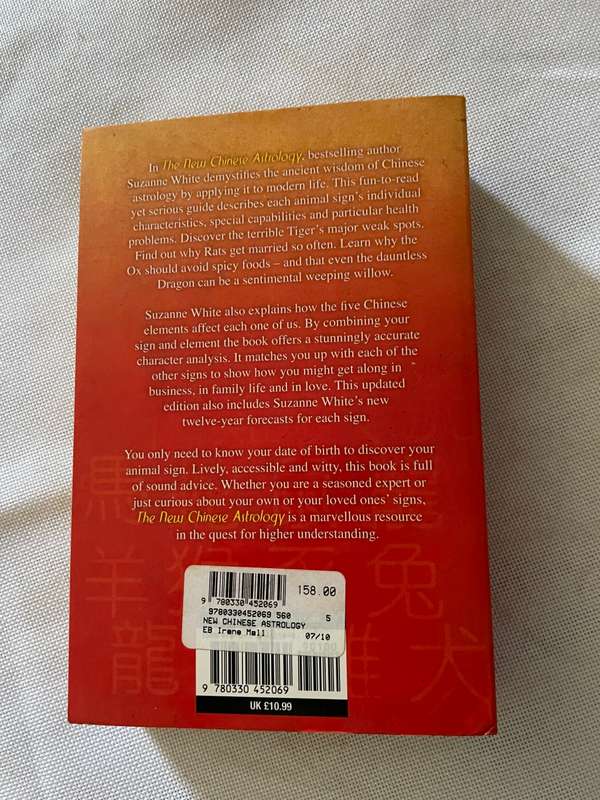 In The New Chinese Astrology, bestselling author
Suzanne White demystifies the ancient wisdom of Chinese
astrology by applying it to modern life. This fun-to-read
yet serious guide describes each animal sign's individual
characteristics, special capabilities and particular health
problems. Discover the terrible Tiger's major weak spots.
Find out why Rats get married so often. Learn why the
Ox should avoid spicy foods – and that even the dauntless
Dragon can be a sentimental weeping willow.
Suzanne White also explains how the five Chinese
elements affect each one of us. By combining your
sign and element the book offers a stunningly accurate
character analysis. It matches you up with each of the
other signs to show how you might get along in
business, in family life and in love. This updated
edition also includes Suzanne White's new
twelve-year forecasts for each sign.
You only need to know your date of birth to discover your
animal sign. Lively, accessible and witty, this book is full
of sound advice. Whether you are a seasoned expert or
just curious about your own or your loved ones' signs,
The New Chinese Astrology is a marvellous resource
in the quest for higher understanding.
馬
羊 猴 兔
龍 雞 犬
9 780330 452069 158.00
9780330452069 560 5
NEW CHINESE ASTROLOGY
EB Irene Mall 07/10
9 780330 452069
UK £10.99